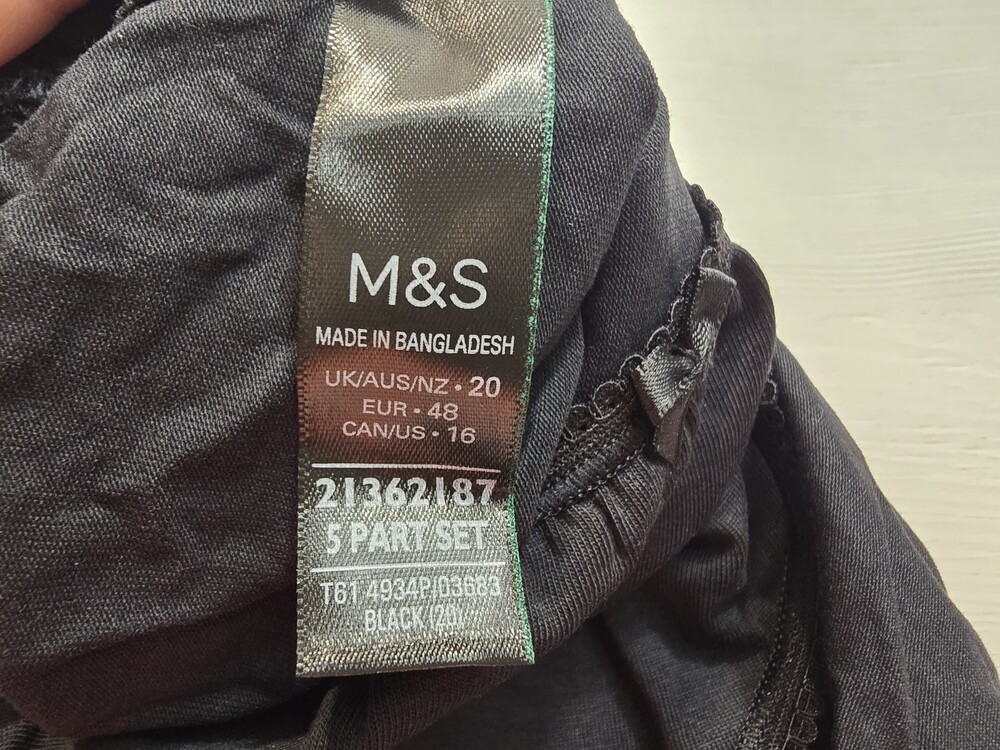 M&S
MADE IN BANGLADESH
UK/AUS/NZ • 20
EUR • 48
CAN/US • 16
21362187
5 PART SET
T61 4934P/03683
BLACK (20)